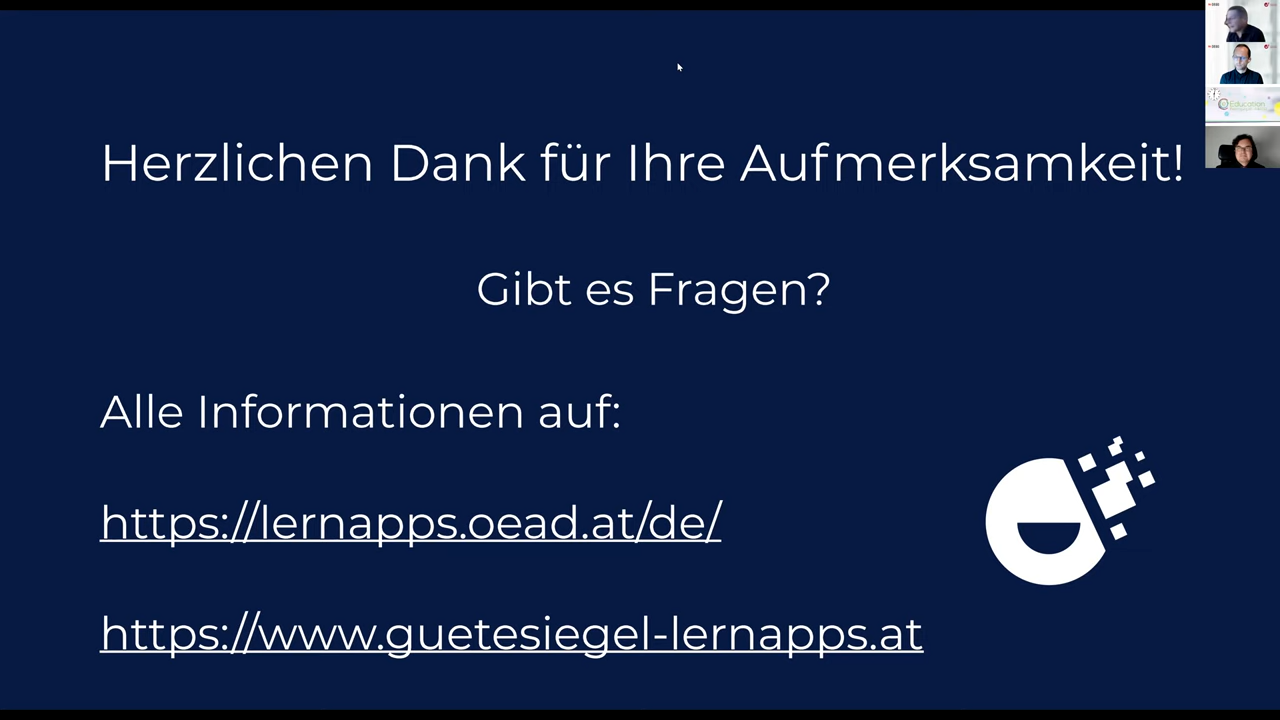 Herzlichen Dank für Ihre Aufmerksamkeit!
Gibt es Fragen?
Alle Informationen auf:
https://lernapps.oead.at/de/
https://www.guetesiegel-lernapps.at
Education